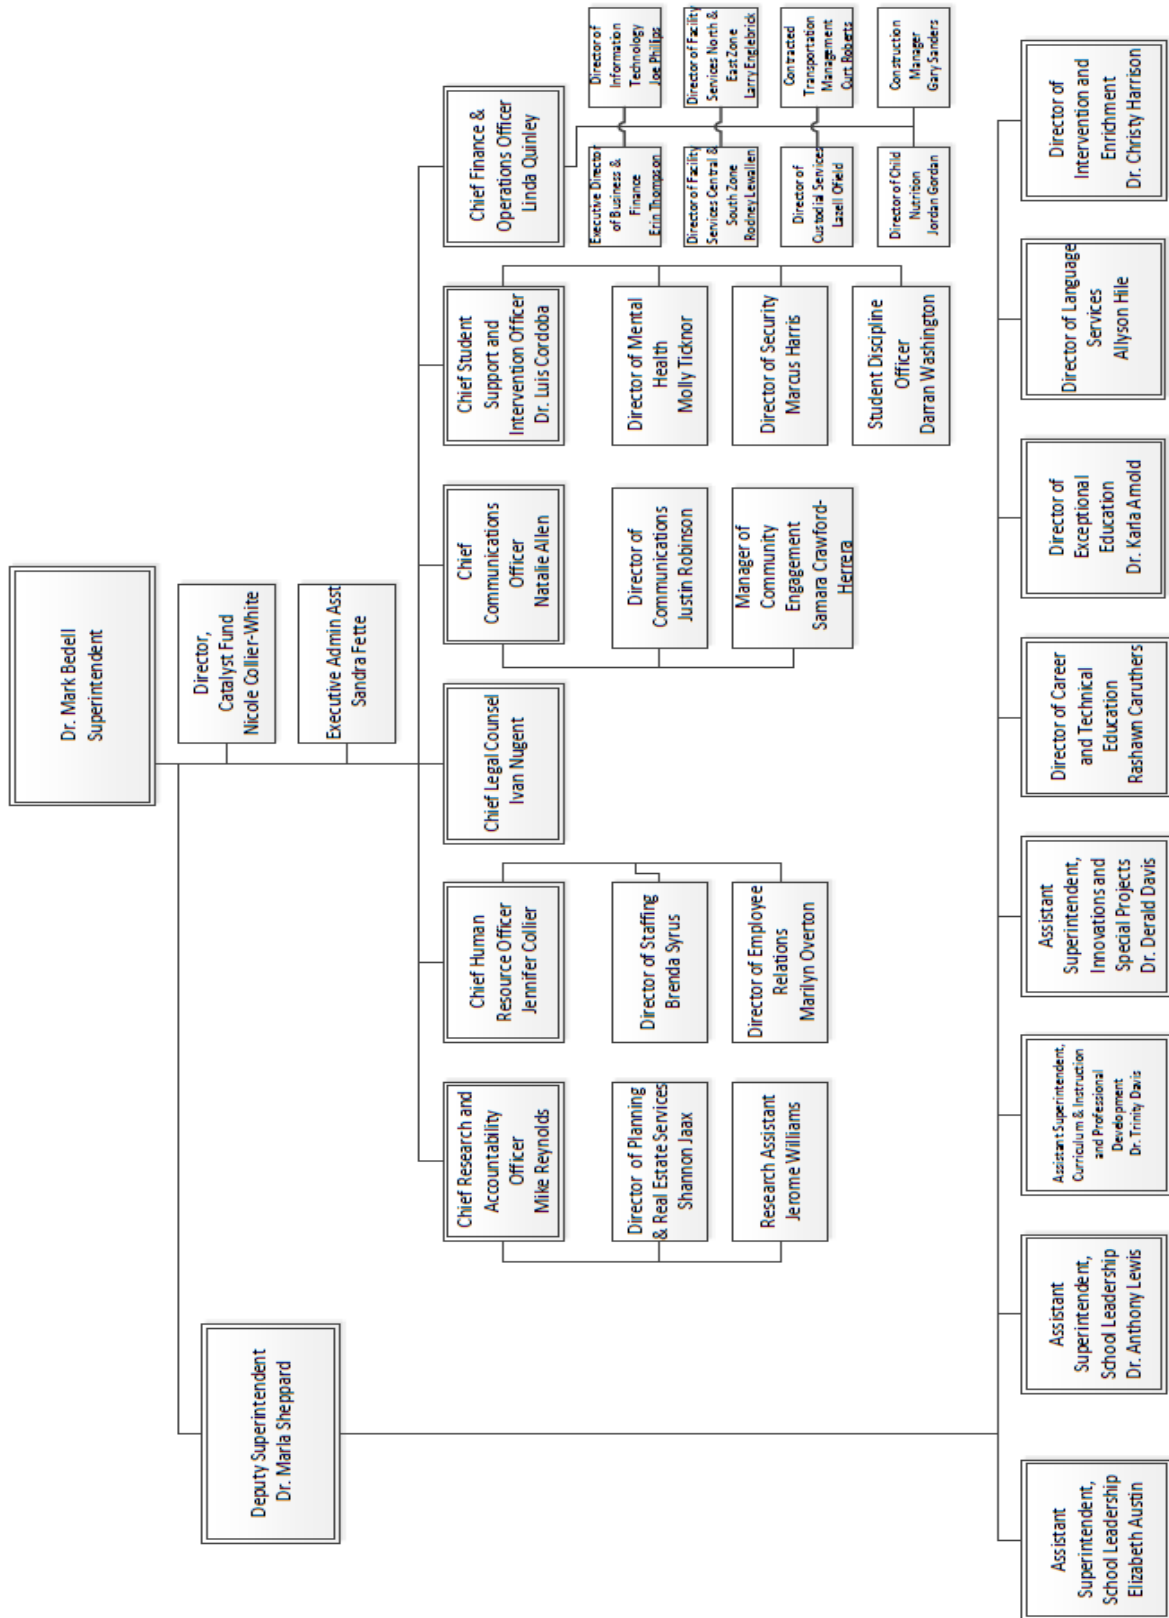 Dr. Mark Bedell
Superintendent
Director,
Catalyst Fund
Nicole Collier-White
Executive Admin Asst
Sandra Fette
Deputy Superintendent
Dr. Marla Sheppard
Chief Research and
Accountability
Officer
Mike Reynolds
Director of Planning
& Real Estate Services
Shannon Jaax
Research Assistant
Jerome Williams
Chief Human
Resource Officer
Jennifer Collier
Director of Staffing
Brenda Syrus
Director of Employee
Relations
Marilyn Overton
Chief Legal Counsel
Ivan Nugent
Chief
Communications
Officer
Natalie Allen
Director of
Communications
Justin Robinson
Manager of
Community
Engagement
Samara Crawford-
Herrera
Chief Student
Support and
Intervention Officer
Dr. Luis Cordoba
Director of Mental
Health
Molly Ticknor
Director of Security
Marcus Harris
Student Discipline
Officer
Darran Washington
Chief Finance &
Operations Officer
Linda Quinley
Executive Director
of Business &
Finance
Erin Thompson
Director of
Information
Technology
Joe Phillips
Director of Facility
Services Central &
South Zone
Rodney Lewallen
Director of Facility
Services North &
East Zone
Larry Englebrick
Director of
Custodial Services
Lazell Ofield
Contracted
Transportation
Management
Curt Roberts
Director of Child
Nutrition
Jordan Gordan
Construction
Manager
Gary Sanders
Assistant
Superintendent,
School Leadership
Elizabeth Austin
Assistant
Superintendent,
School Leadership
Dr. Anthony Lewis
Assistant Superintendent,
Curriculum & Instruction
and Professional
Development
Dr. Trinity Davis
Assistant
Superintendent,
Innovations and
Special Projects
Dr. Derald Davis
Director of Career
and Technical
Education
Rashawn Caruthers
Director of
Exceptional
Education
Dr. Karla Arnold
Director of Language
Services
Allyson Hile
Director of
Intervention and
Enrichment
Dr. Christy Harrison